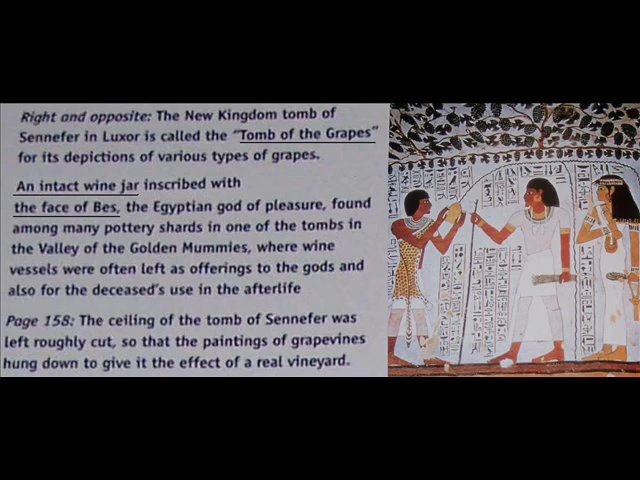 Right and opposite: The New Kingdom tomb of
Sennefer in Luxor is called the “Tomb of the Grapes”
for its depictions of various types of grapes.
An intact wine jar inscribed with
the face of Bes, the Egyptian god of pleasure, found
among many pottery shards in one of the tombs in
the Valley of the Golden Mummies, where wine
vessels were often left as offerings to the gods and
also for the deceased’s use in the afterlife
Page 158: The ceiling of the tomb of Sennefer was
left roughly cut, so that the paintings of grapevines
hung down to give it the effect of a real vineyard.